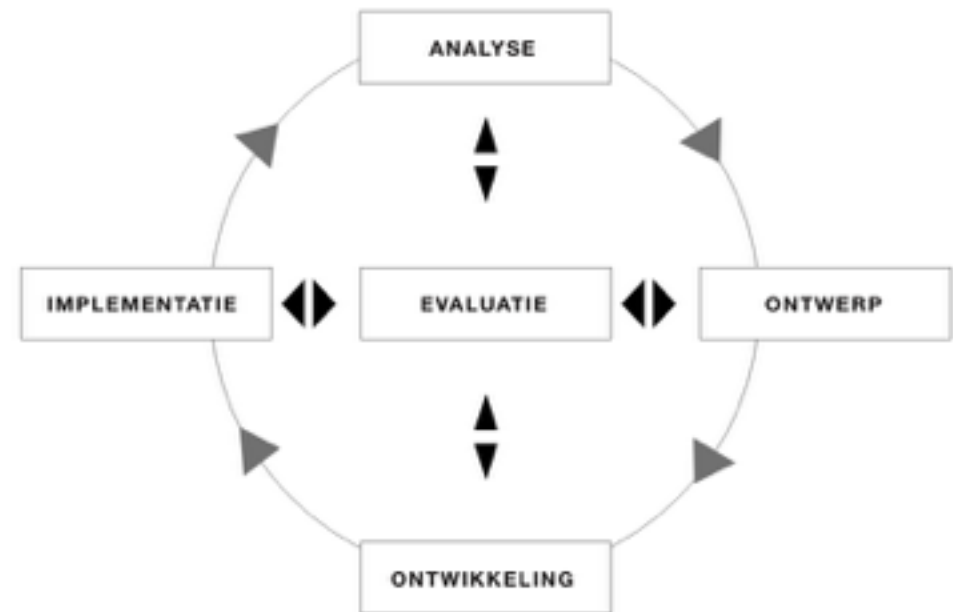 ANALYSE
IMPLEMENTATIE
EVALUATIE
ONTWERP
ONTWIKKELING